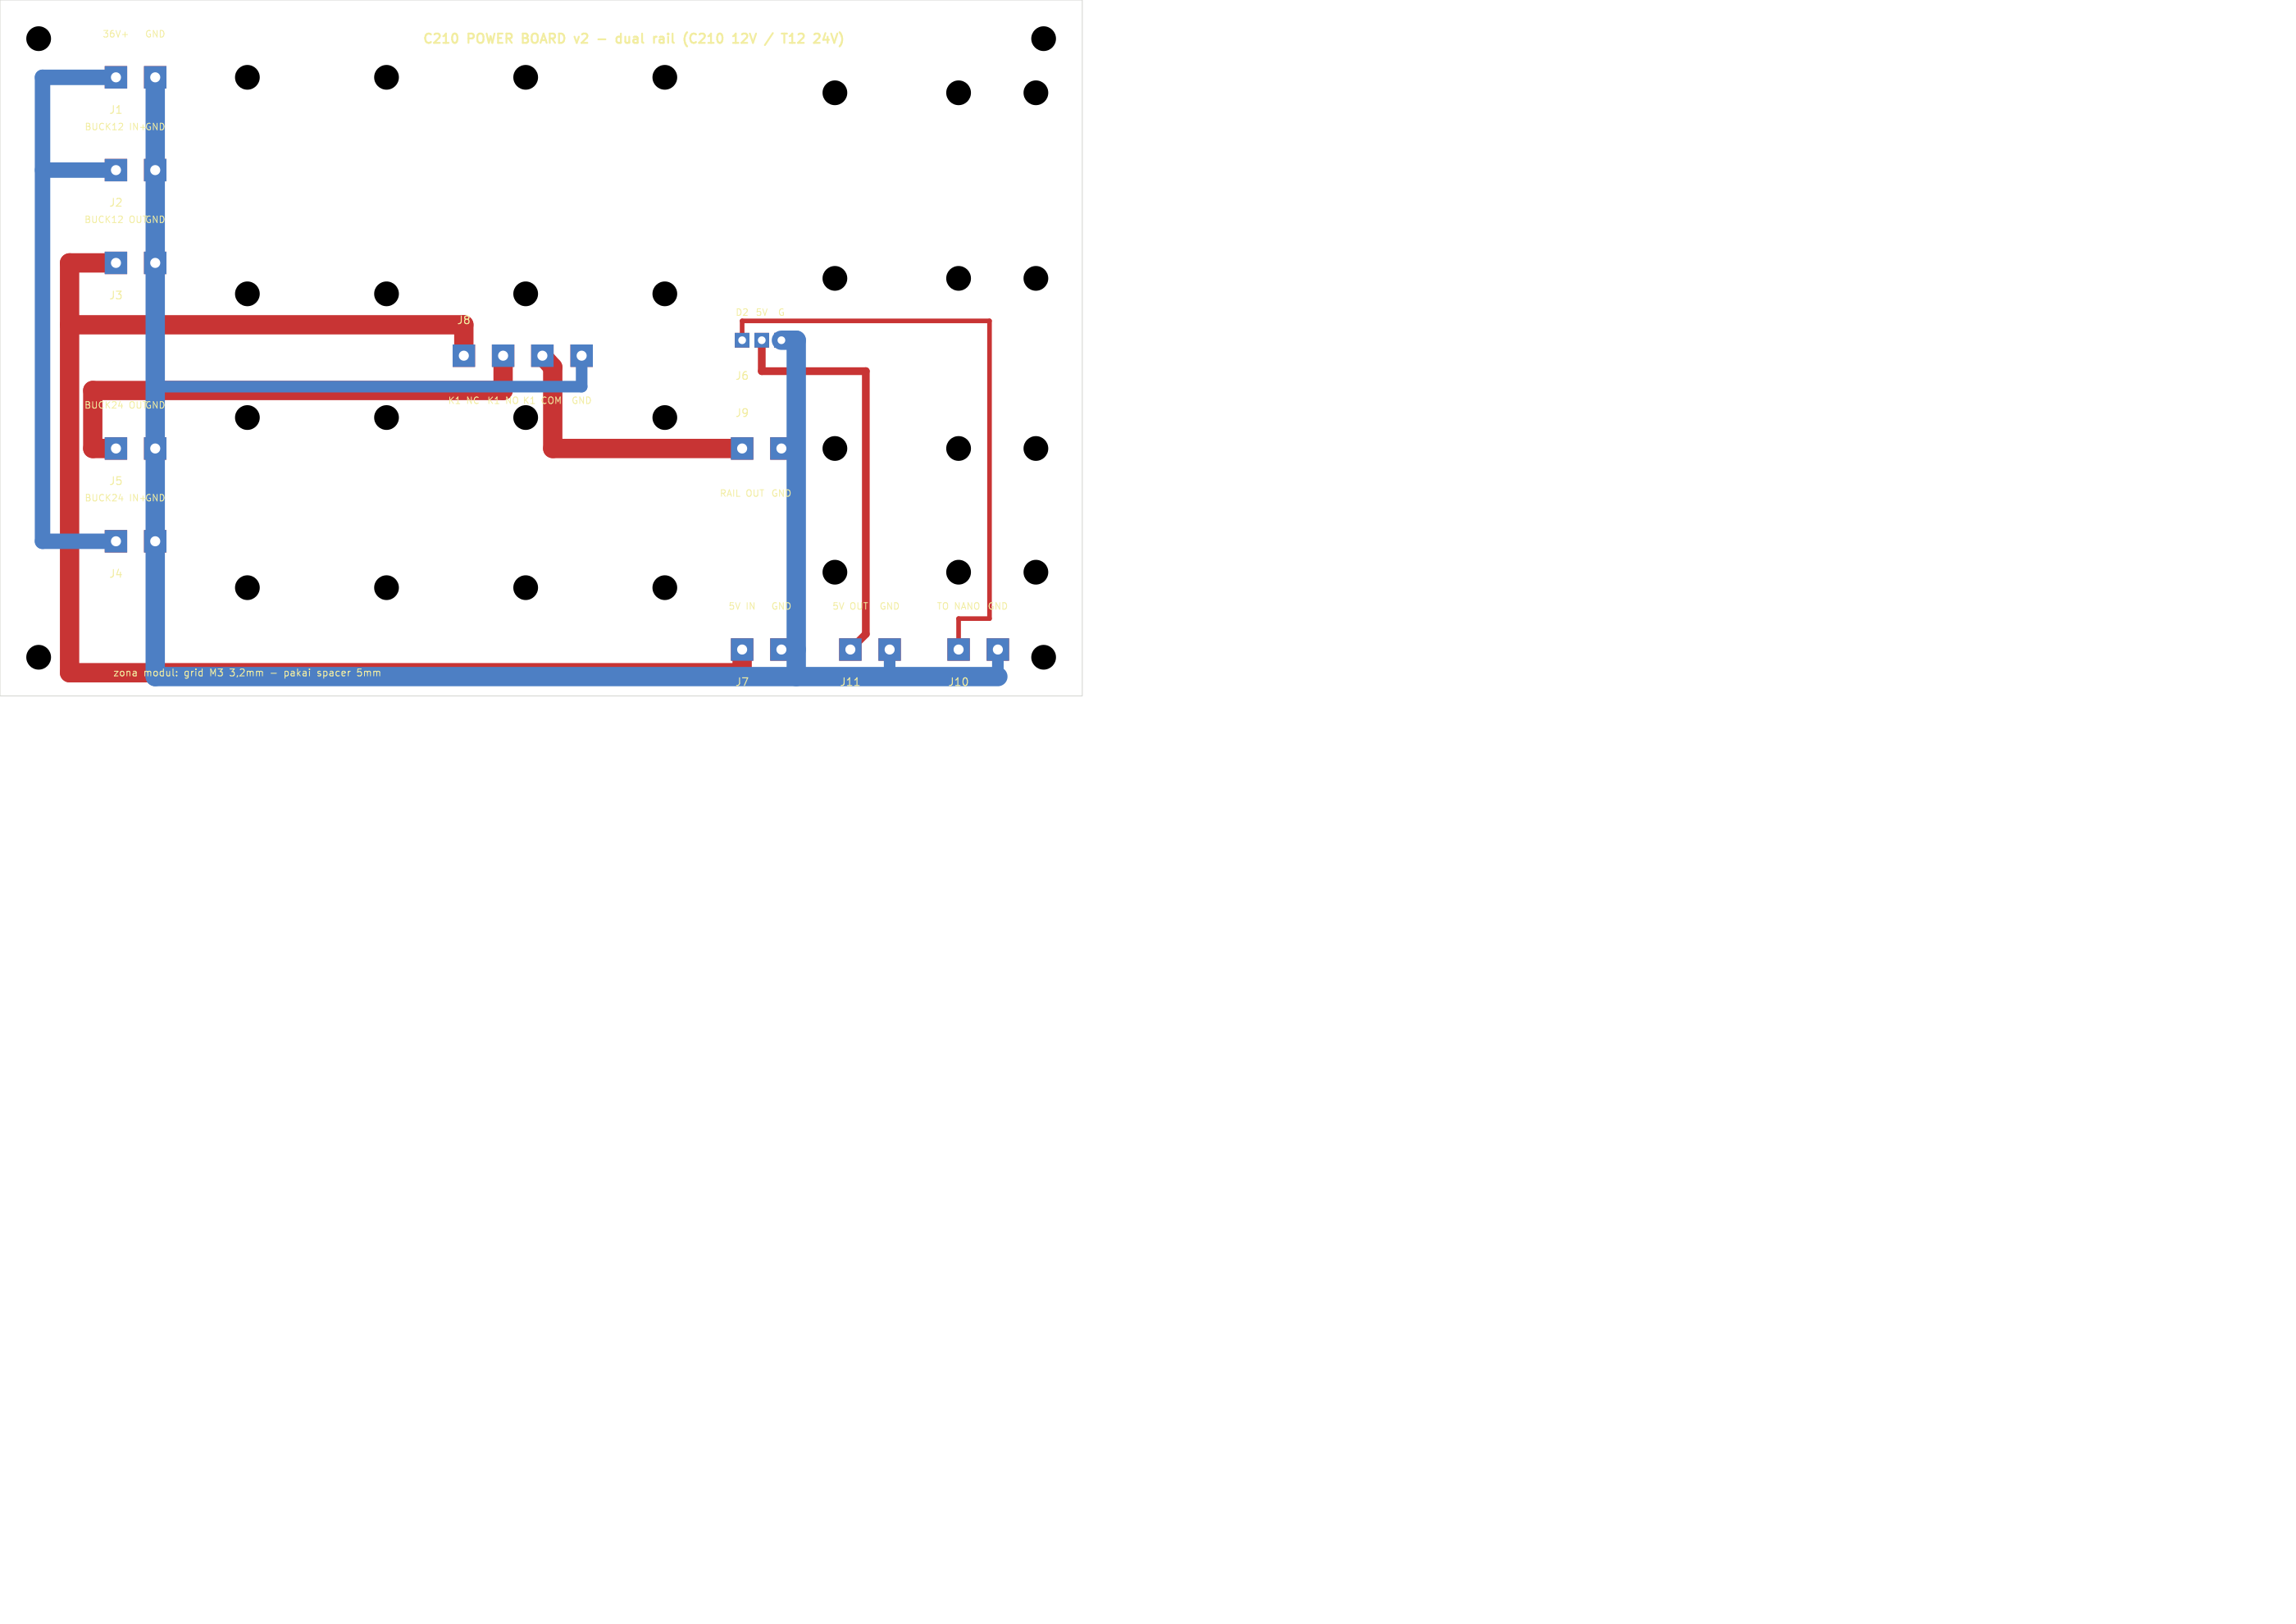 36V+ GND
C210 POWER BOARD v2 - dual rail (C210 12V / T12 24V)
J1
BUCK12 IN+ GND
J2
BUCK12 OUT GND
J3
J8
D2 5V G
J6
K1 NC K1 NO K1 COM GND
BUCK24 OUT GND
J9
J5
BUCK24 IN+ GND
RAIL OUT GND
J4
5V IN GND
5V OUT GND
TO NANO GND
zona modul: grid M3 3,2mm - pakai spacer 5mm
J7
J11
J10